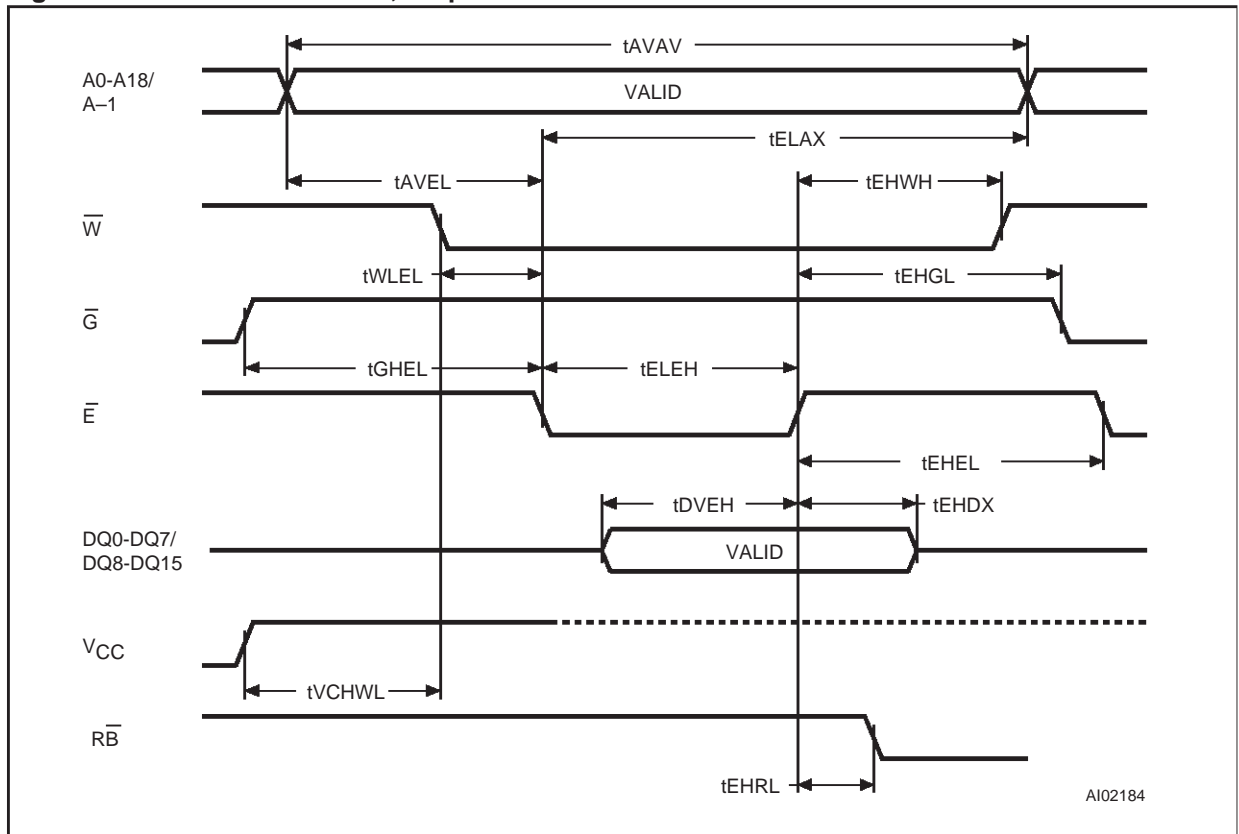 tAVAV
A0-A18/
A–1
VALID
tELAX
tAVEL
tEHWH
W̅
tWLEL
tEHGL
G̅
tGHEL
tELEH
E̅
tEHEL
tDVEH
tEHDX
DQ0-DQ7/
DQ8-DQ15
VALID
VCC
tVCHWL
RB̅
tEHRL
AI02184